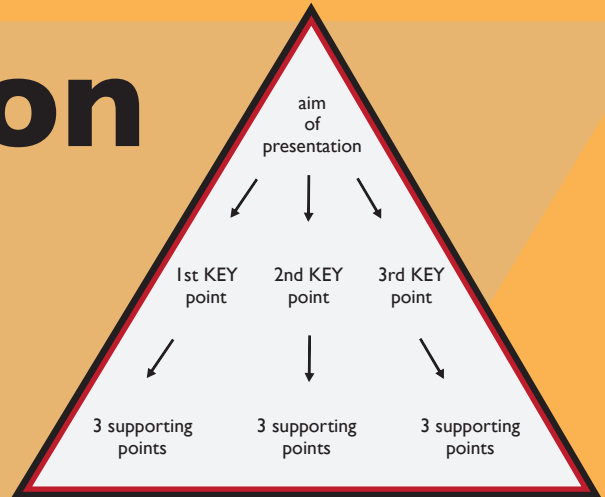 on
aim
of
presentation
1st KEY
point
2nd KEY
point
3rd KEY
point
3 supporting
points
3 supporting
points
3 supporting
points